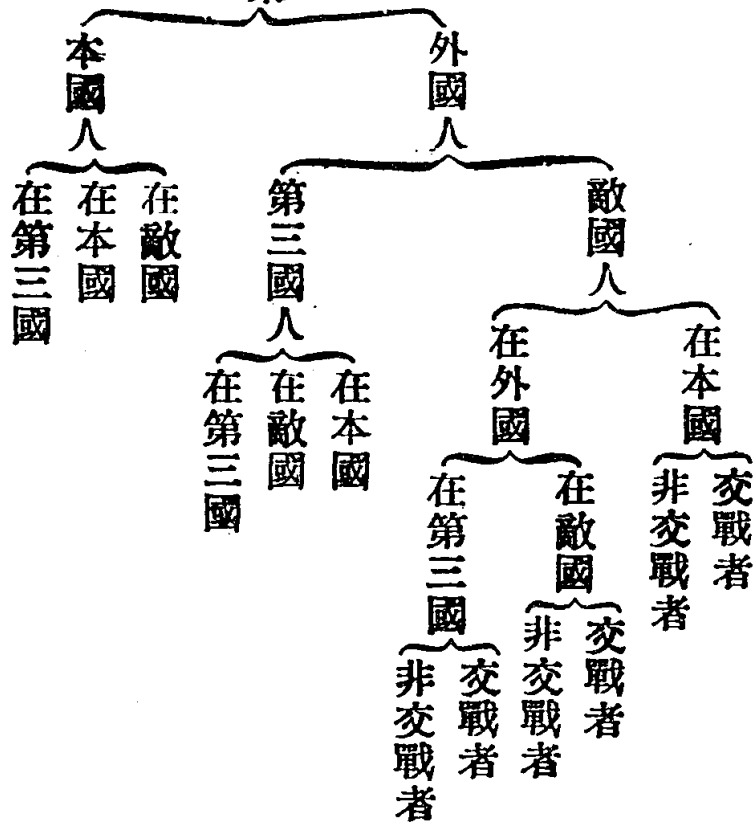 外國人
敵國人
在本國
交戰者
非交戰者
在外國
在敵國
交戰者
非交戰者
在第三國
交戰者
非交戰者
第三國人
在本國
在敵國
在第三國
本國人
在敵國
在本國
在第三國